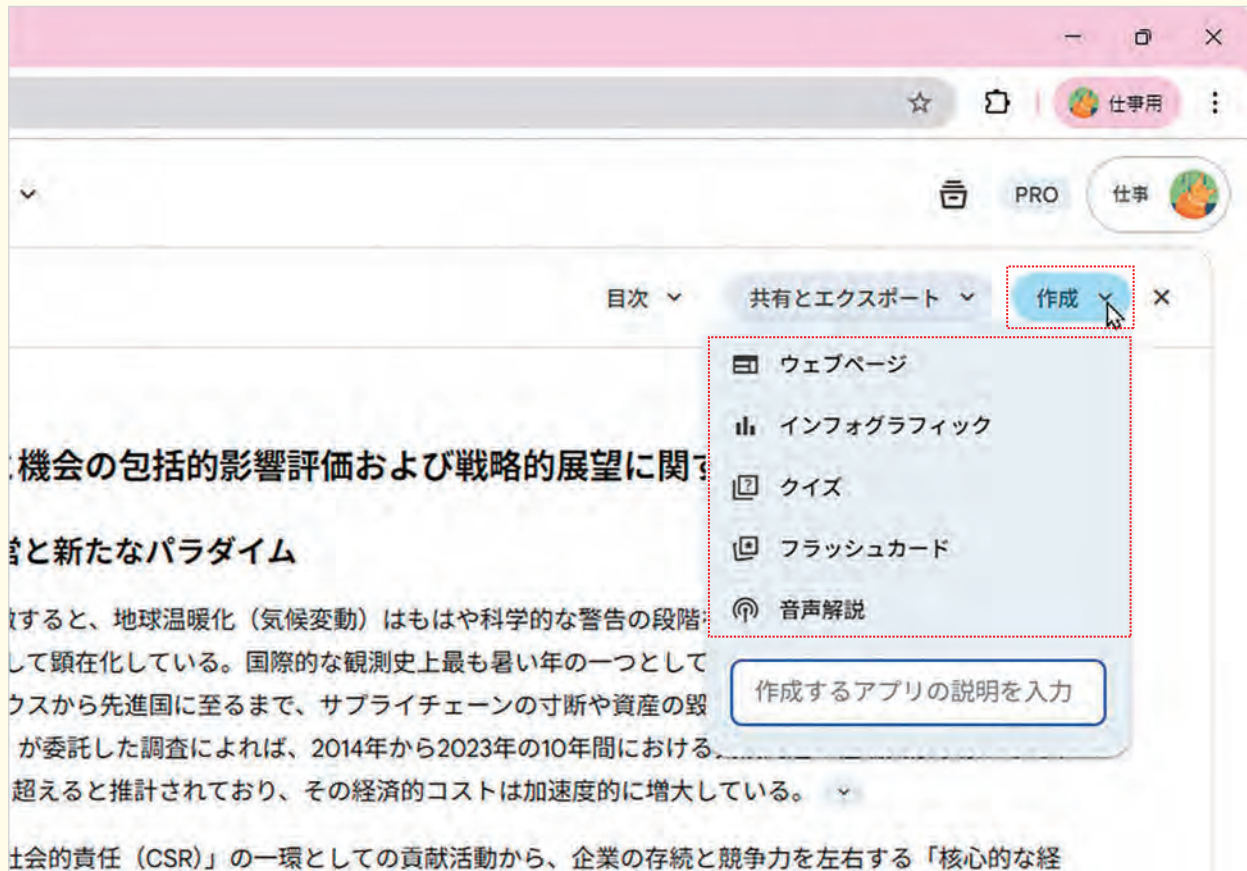 仕事用
PRO
仕事
目次
共有とエクスポート
作成
ウェブページ
インフォグラフィック
クイズ
フラッシュカード
音声解説
作成するアプリの説明を入力
機会の包括的影響評価および戦略的展望に関す
営と新たなパラダイム
すると、地球温暖化（気候変動）はもはや科学的な警告の段階
して顕在化している。国際的な観測史上最も暑い年の一つとして
クスから先進国に至るまで、サプライチェーンの寸断や資産の毀
が委託した調査によれば、2014年から2023年の10年間における
超えると推計されており、その経済的コストは加速度的に増大している。
社会的責任（CSR）」の一環としての貢献活動から、企業の存続と競争力を左右する「核心的な経